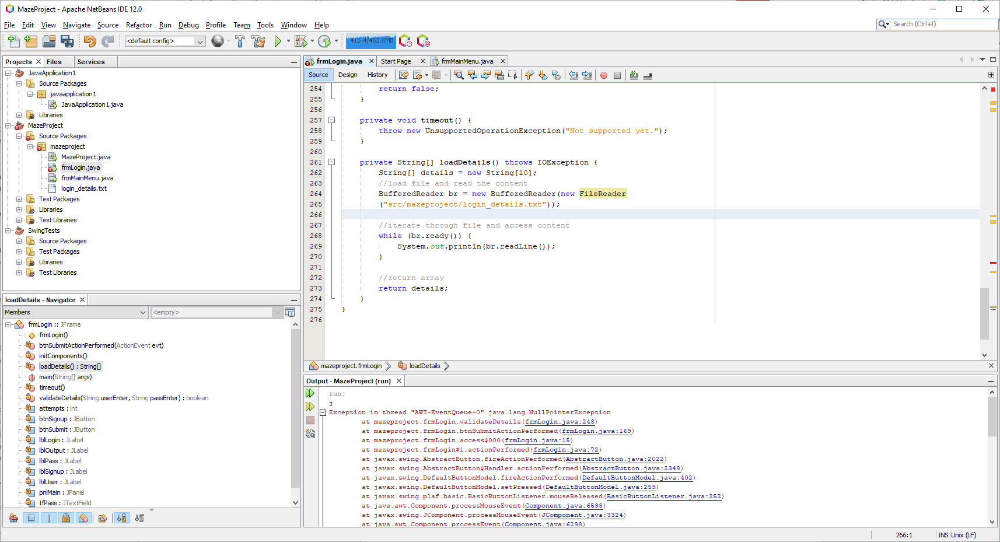 MazeProject - Apache NetBeans IDE 12.0
File Edit View Navigate Source Refactor Run Debug Profile Team Tools Window Help
Search (Ctrl+I)
<default config>
415.4/462.0MB
Projects
Files
Services
JavaApplication1
Source Packages
javaapplication1
JavaApplication1.java
Libraries
MazeProject
Source Packages
mazeproject
MazeProject.java
frmLogin.java
frmMainMenu.java
login_details.txt
Test Packages
Libraries
Test Libraries
SwingTests
Source Packages
Test Packages
Libraries
Test Libraries
loadDetails - Navigator
Members
<empty>
frmLogin :: JFrame
frmLogin()
btnSubmitActionPerformed(ActionEvent evt)
initComponents()
loadDetails() : String[]
main(String[] args)
timeout()
validateDetails(String userEnter, String passEnter) : boolean
attempts : int
btnSignup : JButton
btnSubmit : JButton
lblLogin : JLabel
lblOutput : JLabel
lblPass : JLabel
lblSignup : JLabel
lblUser : JLabel
pnlMain : JPanel
tfPass : JTextField
frmLogin.java
Start Page
frmMainMenu.java
Source Design History
254 return false;
255 }
256
257 private void timeout() {
258 throw new UnsupportedOperationException("Not supported yet.");
259 }
260
261 private String[] loadDetails() throws IOException {
262 String[] details = new String[10];
263 //load file and read the content
264 BufferedReader br = new BufferedReader(new FileReader
265 ("src/mazeproject/login_details.txt"));
266
267 //iterate through file and access content
268 while (br.ready()) {
269 System.out.println(br.readLine());
270 }
271
272 //return array
273 return details;
274 }
275 }
276
mazeproject.frmLogin
loadDetails
Output - MazeProject (run)
run:
j
Exception in thread "AWT-EventQueue-0" java.lang.NullPointerException
at mazeproject.frmLogin.validateDetails(frmLogin.java:248)
at mazeproject.frmLogin.btnSubmitActionPerformed(frmLogin.java:169)
at mazeproject.frmLogin.access$000(frmLogin.java:15)
at mazeproject.frmLogin$1.actionPerformed(frmLogin.java:72)
at javax.swing.AbstractButton.fireActionPerformed(AbstractButton.java:2022)
at javax.swing.AbstractButton$Handler.actionPerformed(AbstractButton.java:2348)
at javax.swing.DefaultButtonModel.fireActionPerformed(DefaultButtonModel.java:402)
at javax.swing.DefaultButtonModel.setPressed(DefaultButtonModel.java:259)
at javax.swing.plaf.basic.BasicButtonListener.mouseReleased(BasicButtonListener.java:252)
at java.awt.Component.processMouseEvent(Component.java:6533)
at javax.swing.JComponent.processMouseEvent(JComponent.java:3324)
at java.awt.Component.processEvent(Component.java:6298)
266:1
INS
Unix (LF)